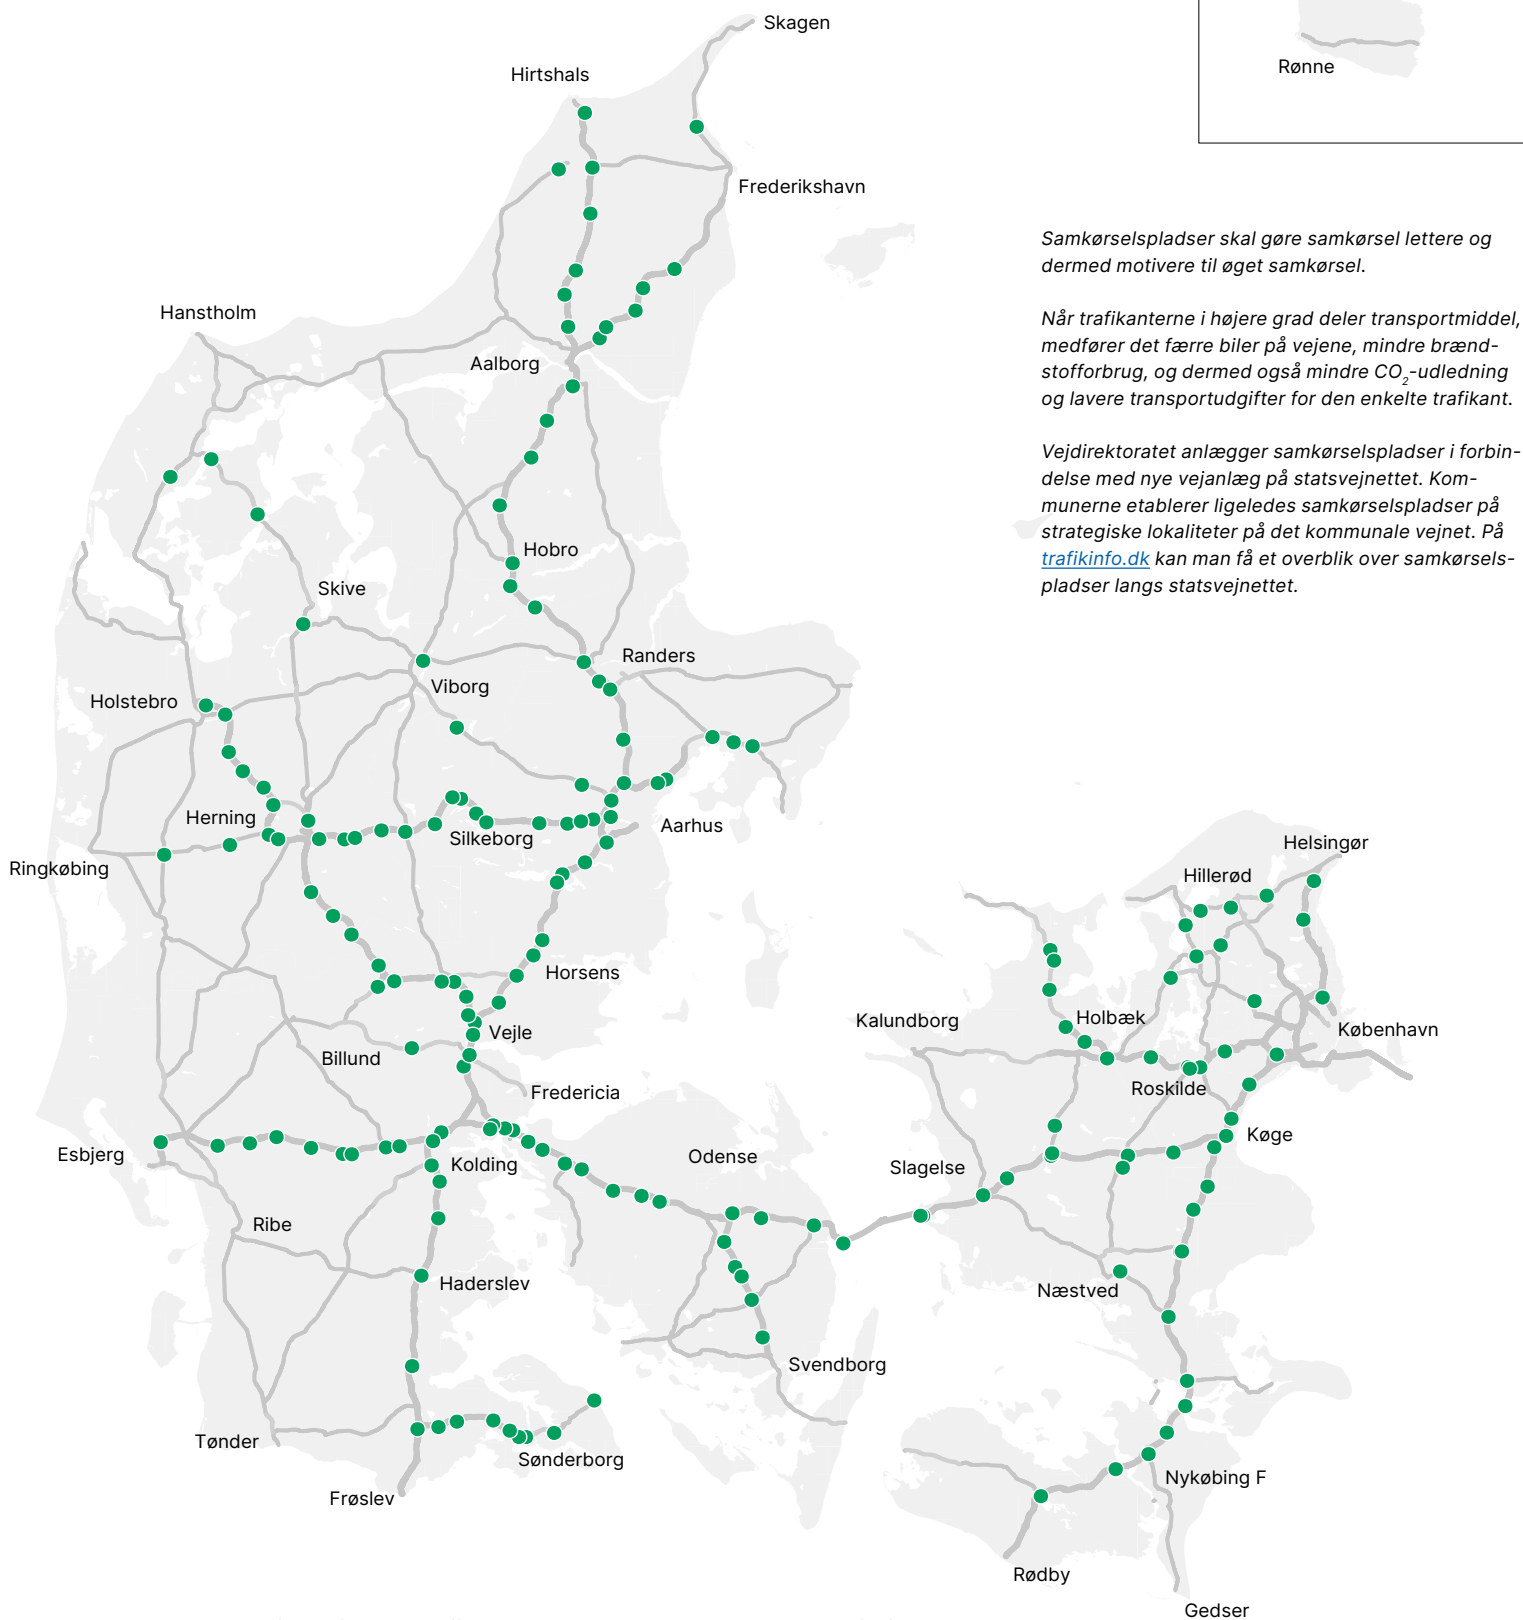 Skagen
Hirtshals
Rønne
Frederikshavn
Samkørselspladser skal gøre samkørsel lettere og
dermed motivere til øget samkørsel.
Når trafikanterne i højere grad deler transportmiddel,
medfører det færre biler på vejene, mindre brænd-
stofforbrug, og dermed også mindre CO₂-udledning
og lavere transportudgifter for den enkelte trafikant.
Vejdirektoratet anlægger samkørselspladser i forbin-
delse med nye vejanlæg på statsvejnettet. Kom-
munerne etablerer ligeledes samkørselspladser på
strategiske lokaliteter på det kommunale vejnet. På
trafikinfo.dk kan man få et overblik over samkørsels-
pladser langs statsvejnettet.
Hanstholm
Aalborg
Hobro
Skive
Randers
Viborg
Holstebro
Herning
Silkeborg
Aarhus
Ringkøbing
Helsingør
Hillerød
Horsens
Kalundborg
Holbæk
København
Vejle
Billund
Fredericia
Roskilde
Køge
Esbjerg
Kolding
Odense
Slagelse
Ribe
Haderslev
Næstved
Svendborg
Tønder
Sønderborg
Nykøbing F
Frøslev
Rødby
Gedser